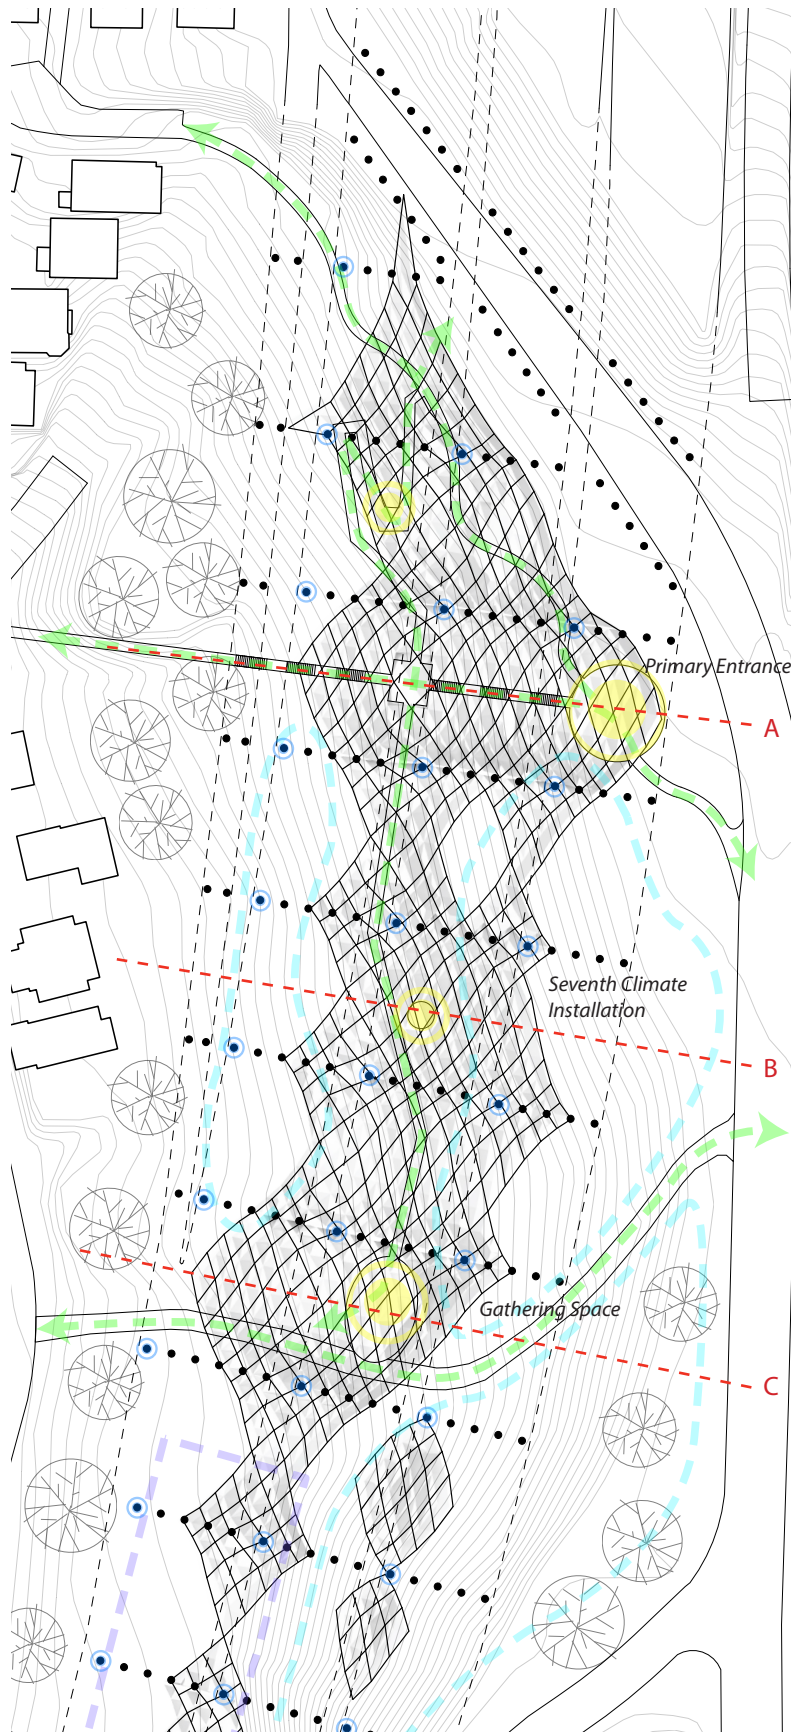 Primary Entrance
A
Seventh Climate
Installation
B
Gathering Space
C